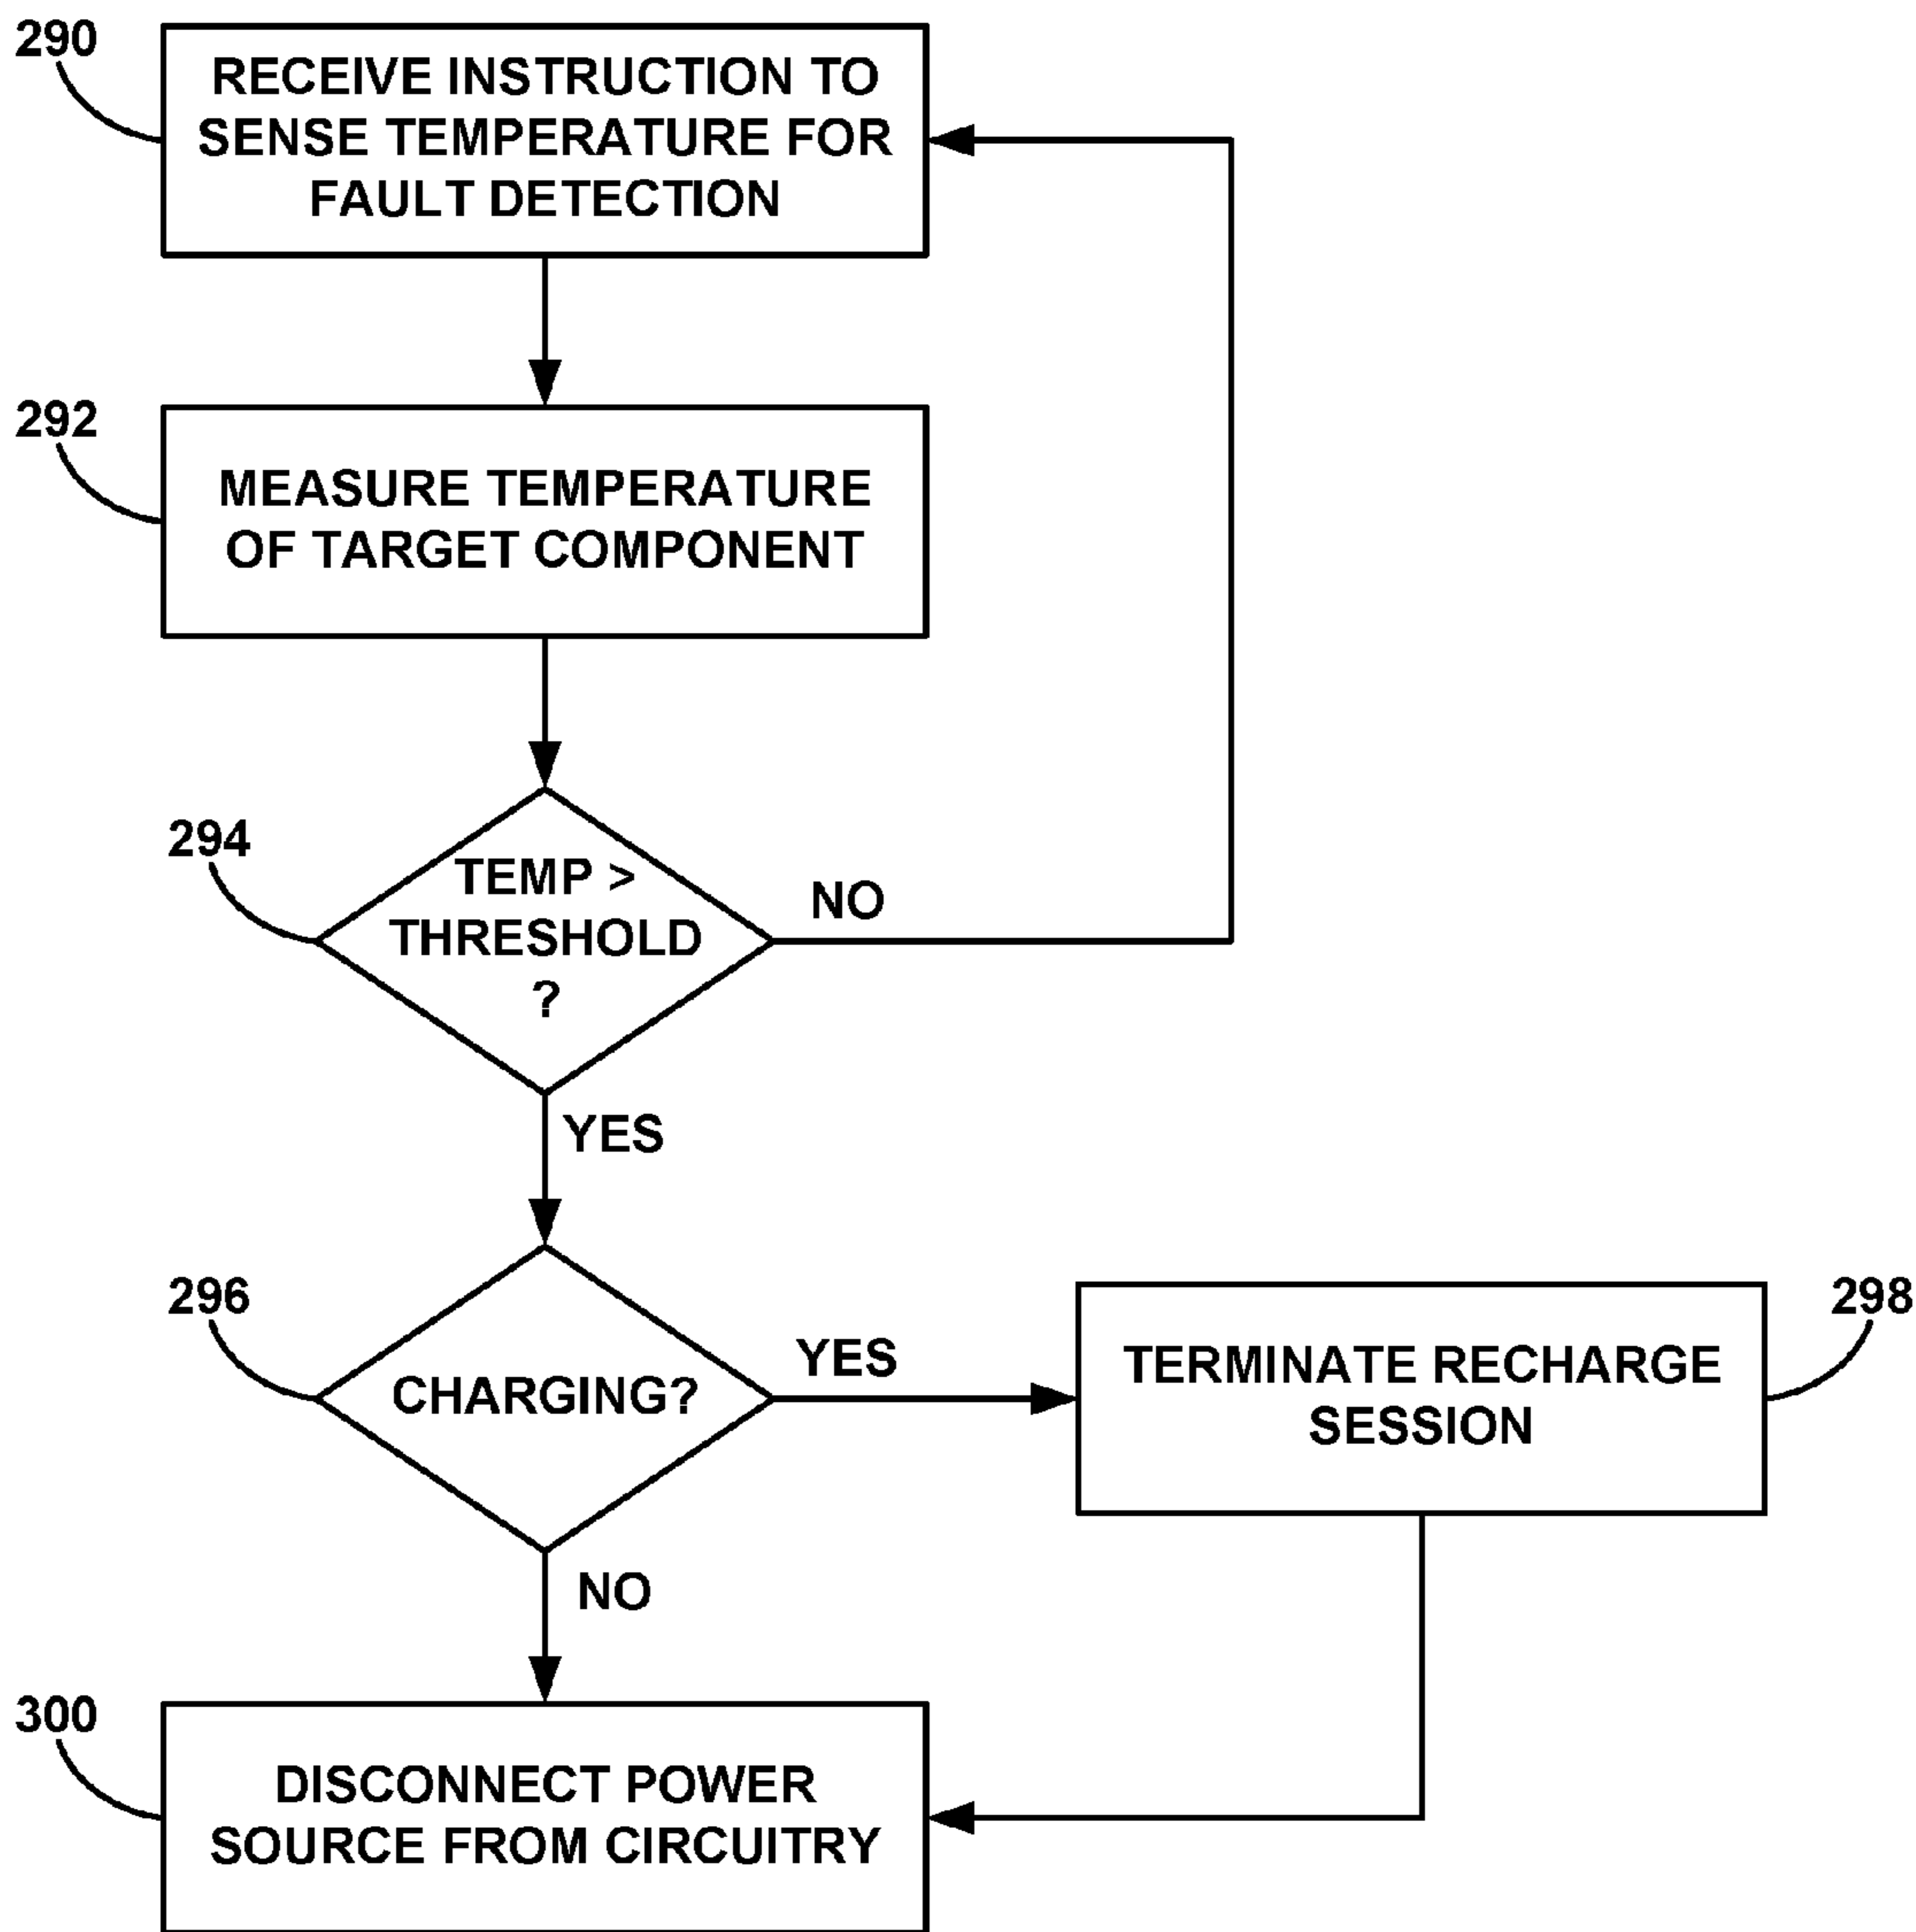 290
RECEIVE INSTRUCTION TO
SENSE TEMPERATURE FOR
FAULT DETECTION
292
MEASURE TEMPERATURE
OF TARGET COMPONENT
294
TEMP >
THRESHOLD
?
NO
YES
296
CHARGING?
YES
298
TERMINATE RECHARGE
SESSION
NO
300
DISCONNECT POWER
SOURCE FROM CIRCUITRY